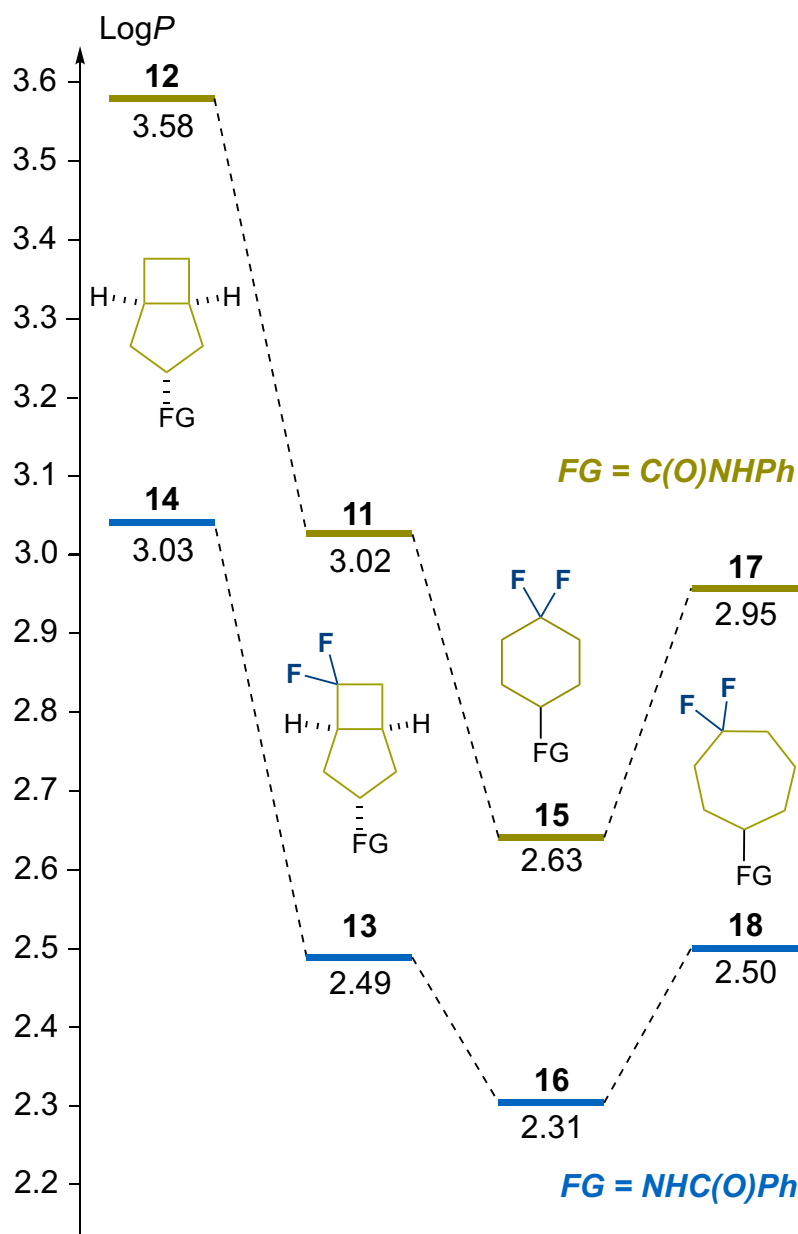 LogP
3.6
12
3.58
3.5
3.4
H H
3.3
3.2
FG
3.1
FG = C(O)NHPh
14
11
3.03
3.0
3.02
17
2.95
F F
2.9
F
F
2.8
H H
F F
FG
2.7
15
FG
2.63
FG
2.6
13
18
2.5
2.49
2.50
2.4
16
2.3
2.31
2.2
FG = NHC(O)Ph